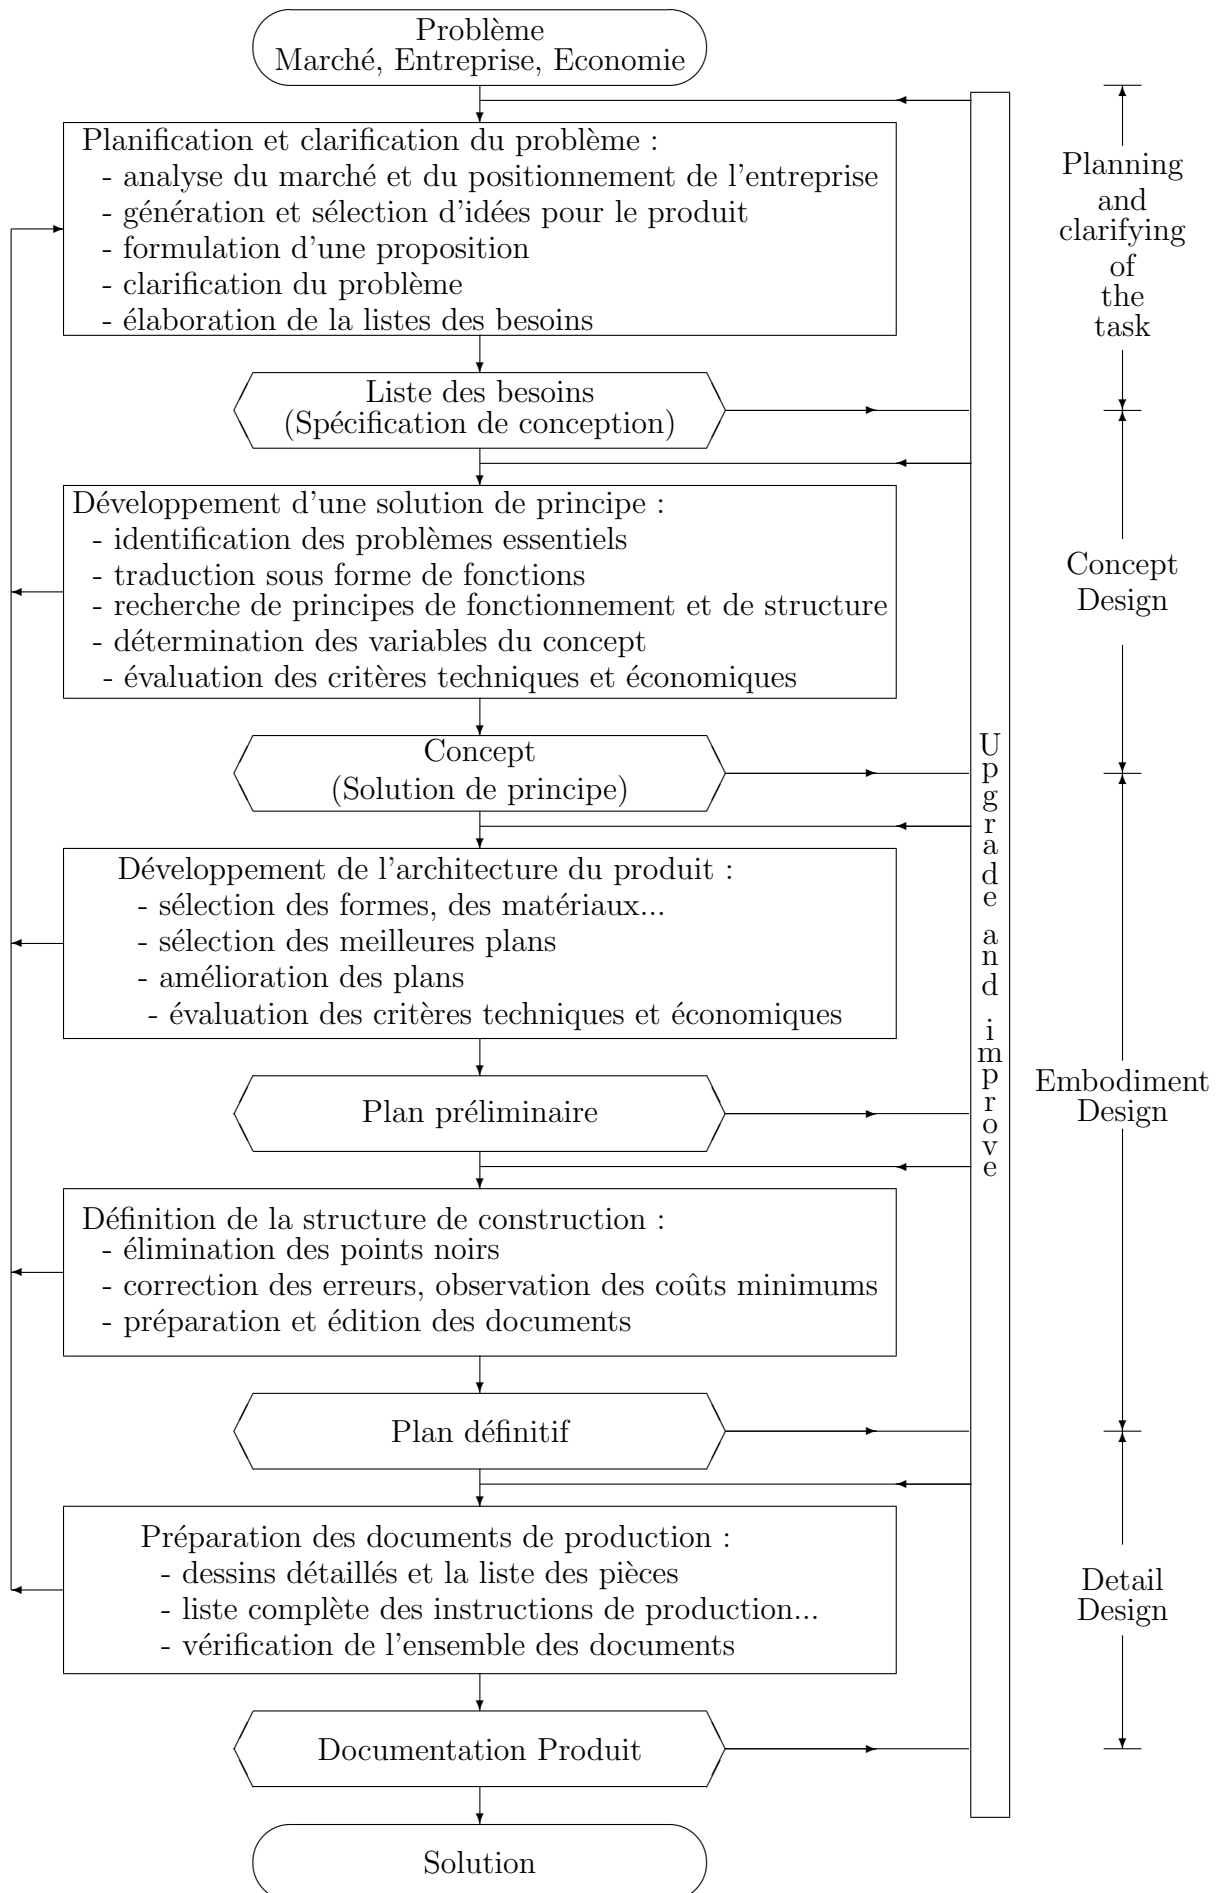 Problème
Marché, Entreprise, Economie
Planification et clarification du problème :
- analyse du marché et du positionnement de l'entreprise
- génération et sélection d'idées pour le produit
- formulation d'une proposition
- clarification du problème
- élaboration de la listes des besoins
Liste des besoins
(Spécification de conception)
Développement d'une solution de principe :
- identification des problèmes essentiels
- traduction sous forme de fonctions
- recherche de principes de fonctionnement et de structure
- détermination des variables du concept
- évaluation des critères techniques et économiques
Concept
(Solution de principe)
Développement de l'architecture du produit :
- sélection des formes, des matériaux...
- sélection des meilleures plans
- amélioration des plans
- évaluation des critères techniques et économiques
Plan préliminaire
Définition de la structure de construction :
- élimination des points noirs
- correction des erreurs, observation des coûts minimums
- préparation et édition des documents
Plan définitif
Préparation des documents de production :
- dessins détaillés et la liste des pièces
- liste complète des instructions de production...
- vérification de l'ensemble des documents
Documentation Produit
Solution
Upgrade and improve
Planning
and
clarifying
of
the
task
Concept
Design
Embodiment
Design
Detail
Design